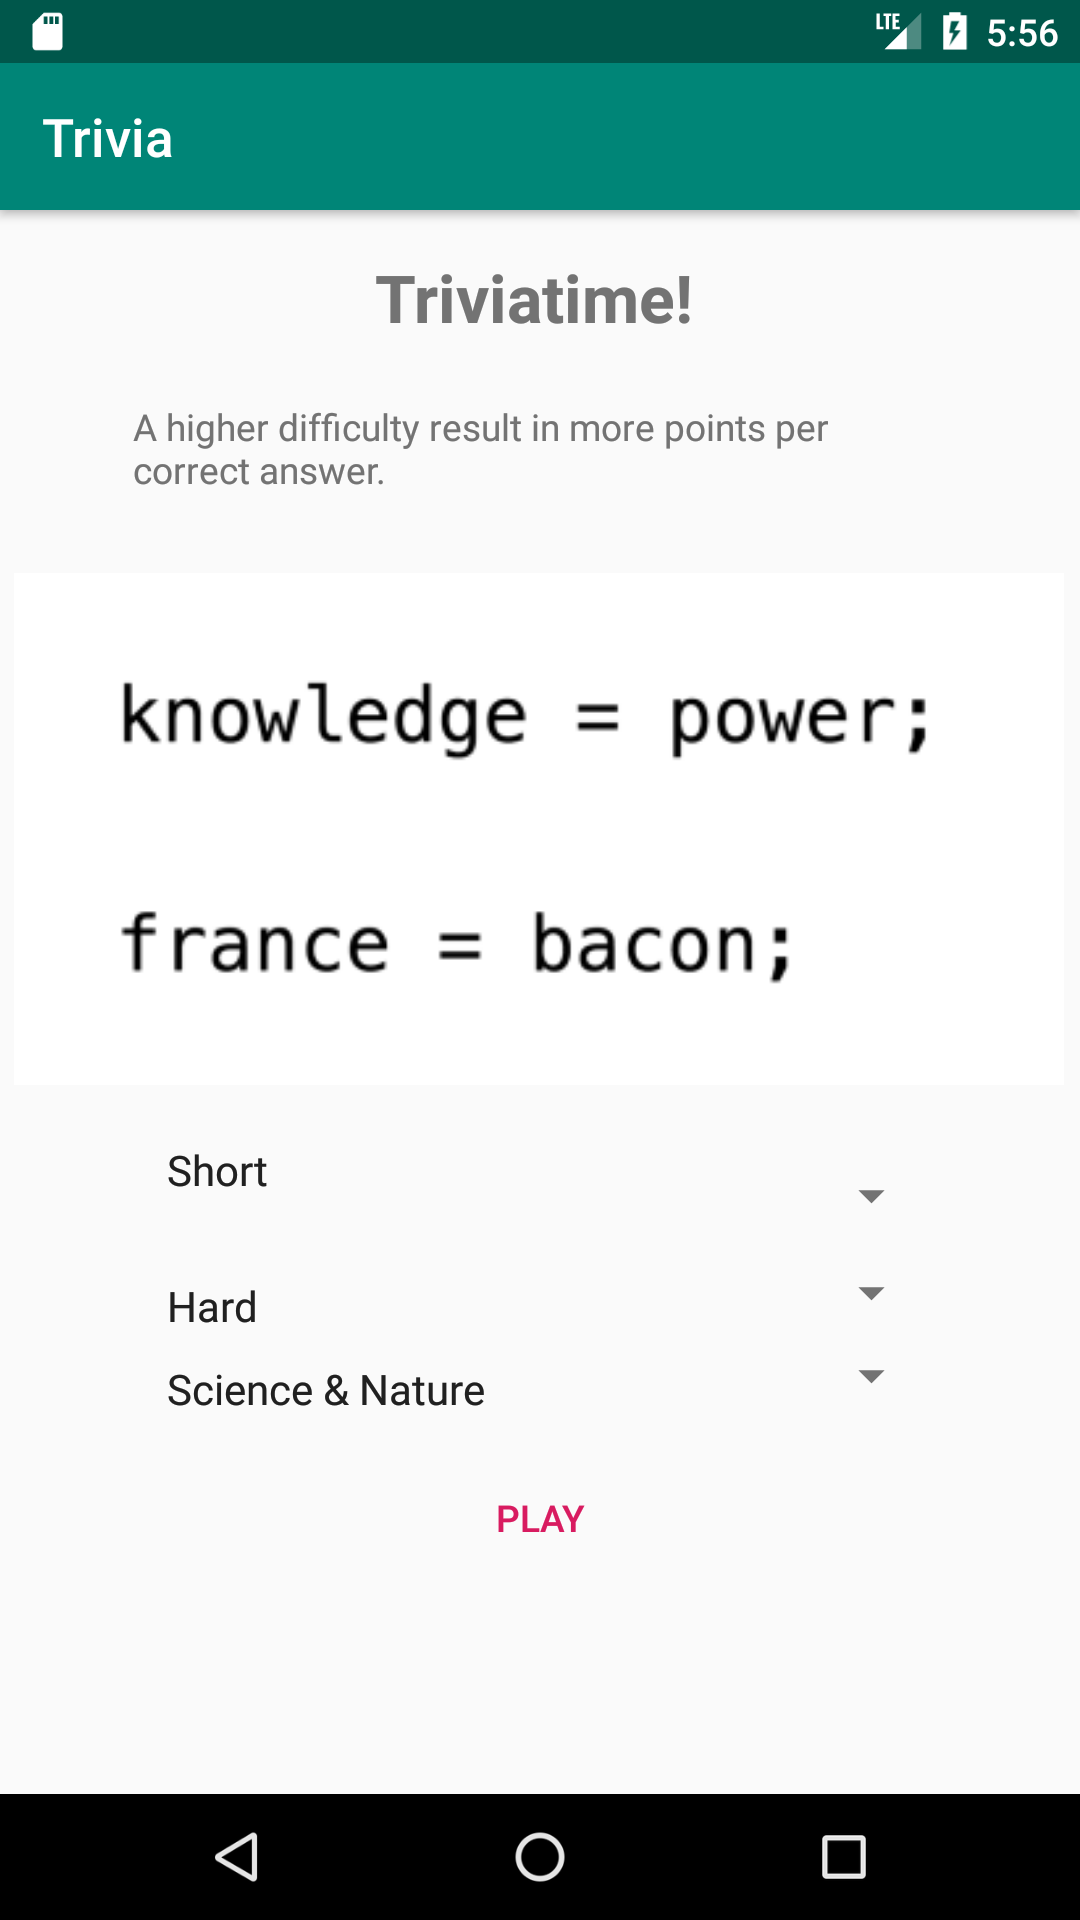 LTE 5:56
Trivia
Triviatime!
A higher difficulty result in more points per
correct answer.
knowledge = power;
france = bacon;
Short
Hard
Science & Nature
PLAY